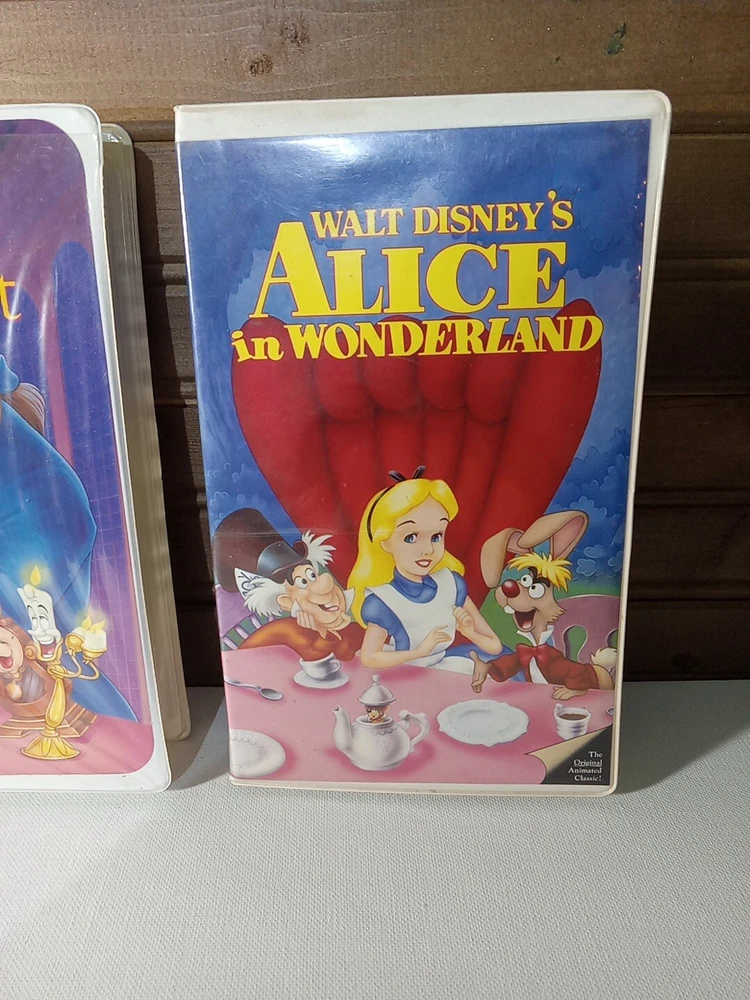 WALT DISNEY'S
ALICE
in WONDERLAND
The
Original
Animated
Classic!
t